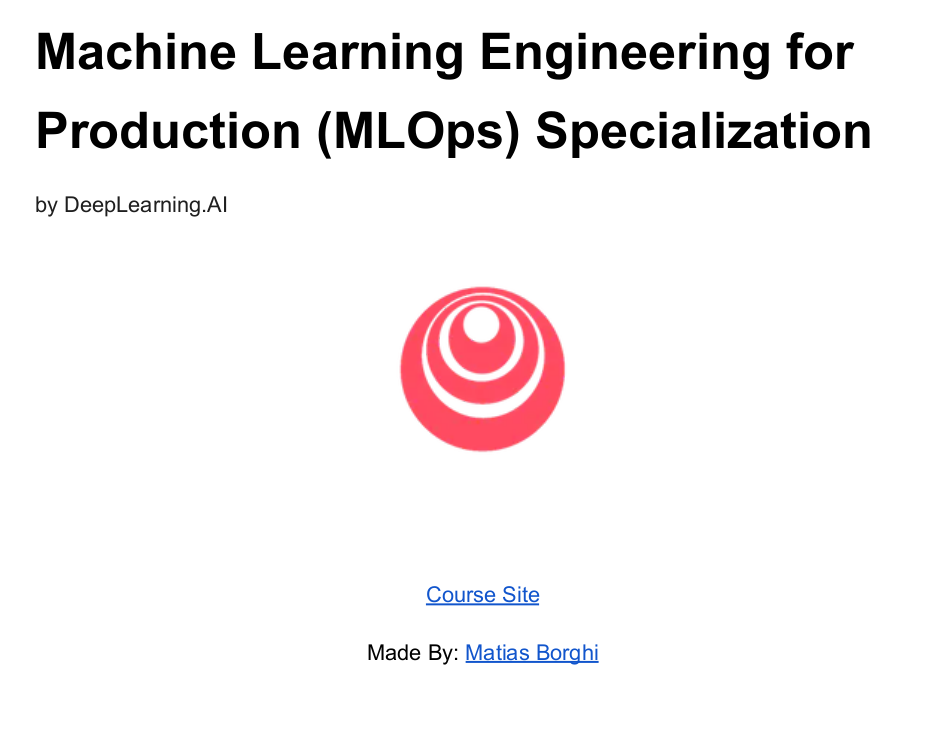 Machine Learning Engineering for
Production (MLOps) Specialization
by DeepLearning.AI
Course Site
Made By: Matias Borghi